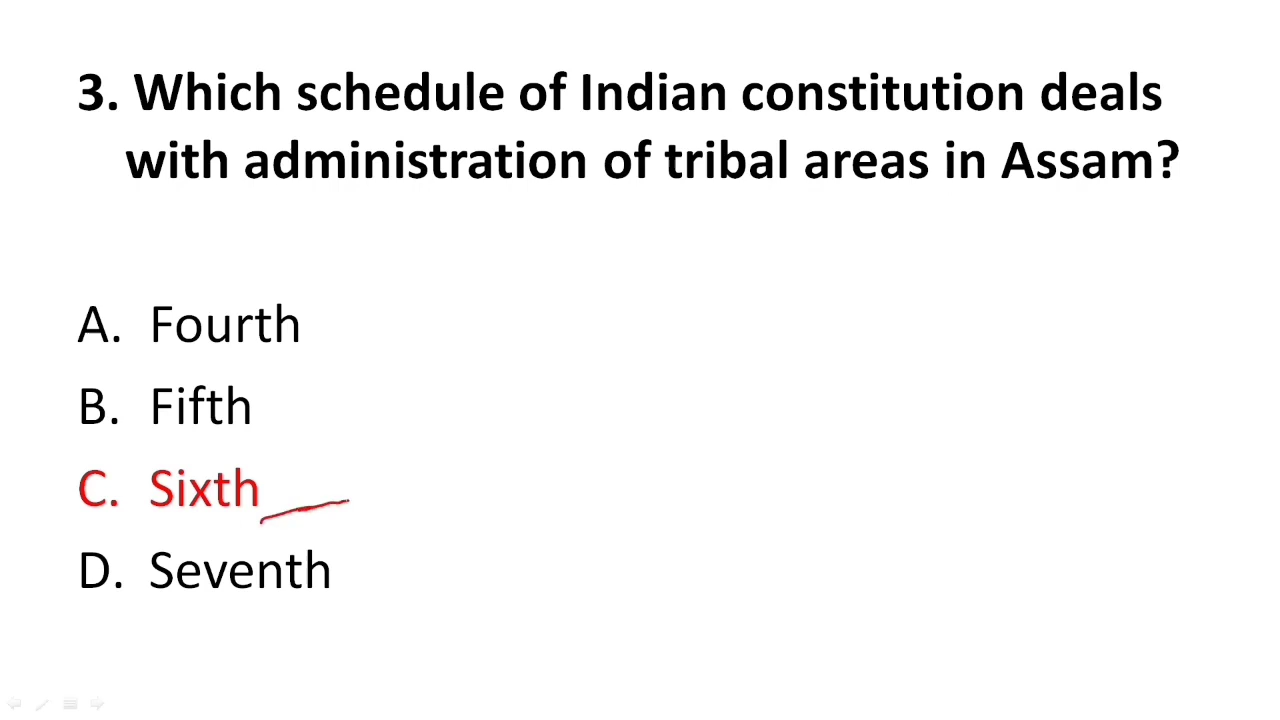 3. Which schedule of Indian constitution deals
with administration of tribal areas in Assam?
A. Fourth
B. Fifth
C. Sixth
D. Seventh